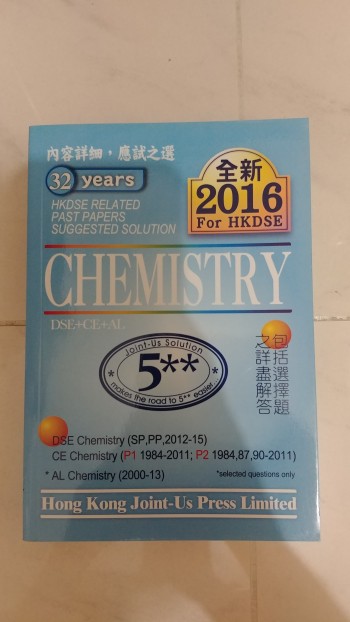 內容詳細，應試之選
32 years
HKDSE RELATED
PAST PAPERS
SUGGESTED SOLUTION
全新
2016
For HKDSE
CHEMISTRY
DSE+CE+AL
Joint-Us Solution
5**
makes the road to 5** easier
包括選擇題
之詳盡解答
DSE Chemistry (SP,PP,2012-15)
CE Chemistry (P1 1984-2011; P2 1984,87,90-2011)
* AL Chemistry (2000-13)
*selected questions only
Hong Kong Joint-Us Press Limited